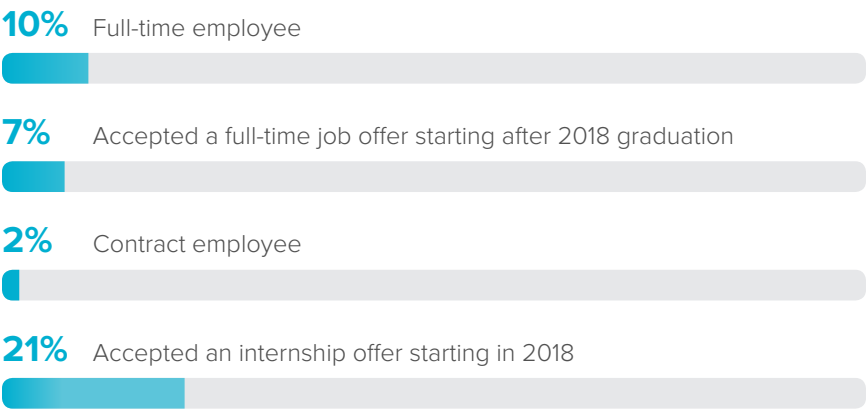 10% Full-time employee
7% Accepted a full-time job offer starting after 2018 graduation
2% Contract employee
21% Accepted an internship offer starting in 2018